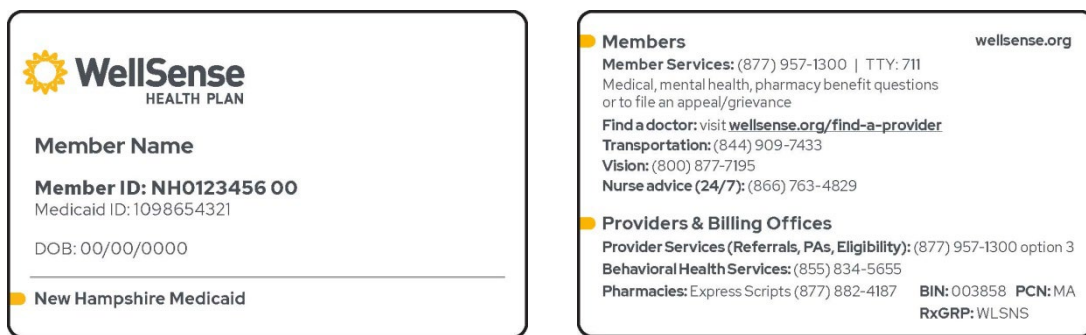 WellSense
HEALTH PLAN
Member Name
Member ID: NH0123456 00
Medicaid ID: 1098654321
DOB: 00/00/0000
New Hampshire Medicaid
Members wellsense.org
Member Services: (877) 957-1300 | TTY: 711
Medical, mental health, pharmacy benefit questions
or to file an appeal/grievance
Find a doctor: visit wellsense.org/find-a-provider
Transportation: (844) 909-7433
Vision: (800) 877-7195
Nurse advice (24/7): (866) 763-4829
Providers & Billing Offices
Provider Services (Referrals, PAs, Eligibility): (877) 957-1300 option 3
Behavioral Health Services: (855) 834-5655
Pharmacies: Express Scripts (877) 882-4187 BIN: 003858 PCN: MA
RxGRP: WLSNS